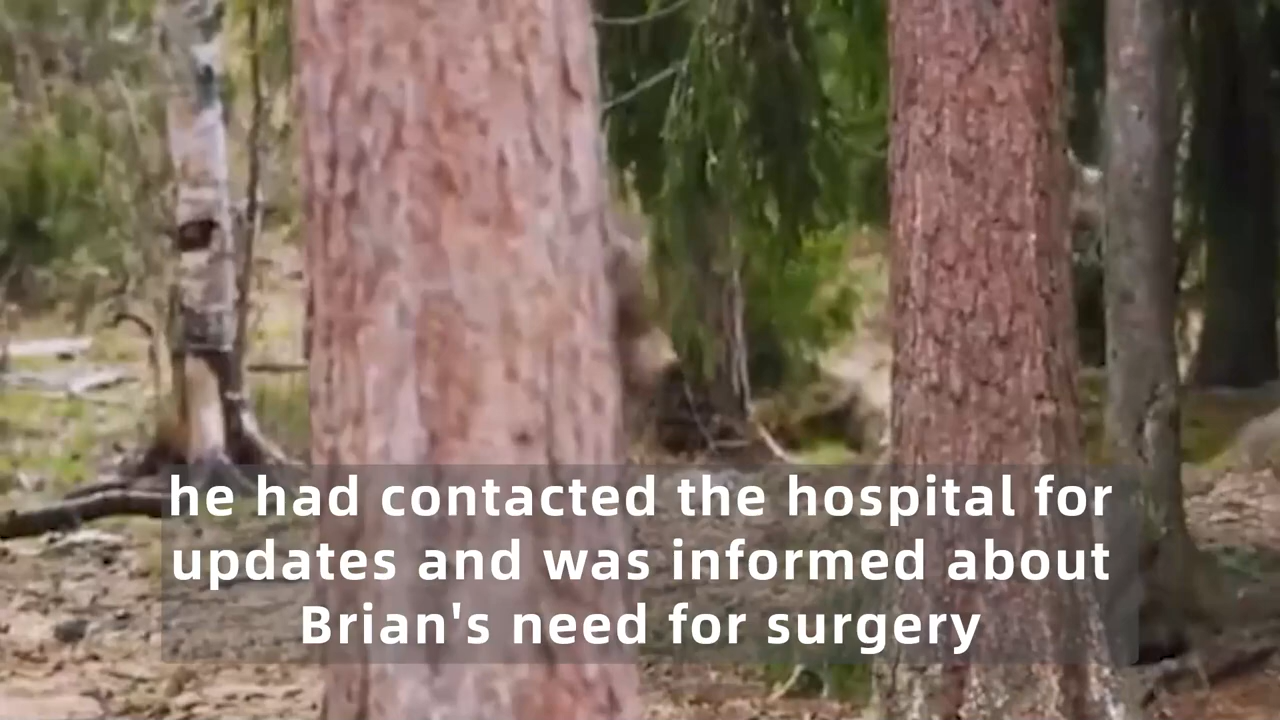 he had contacted the hospital for
updates and was informed about
Brian's need for surgery